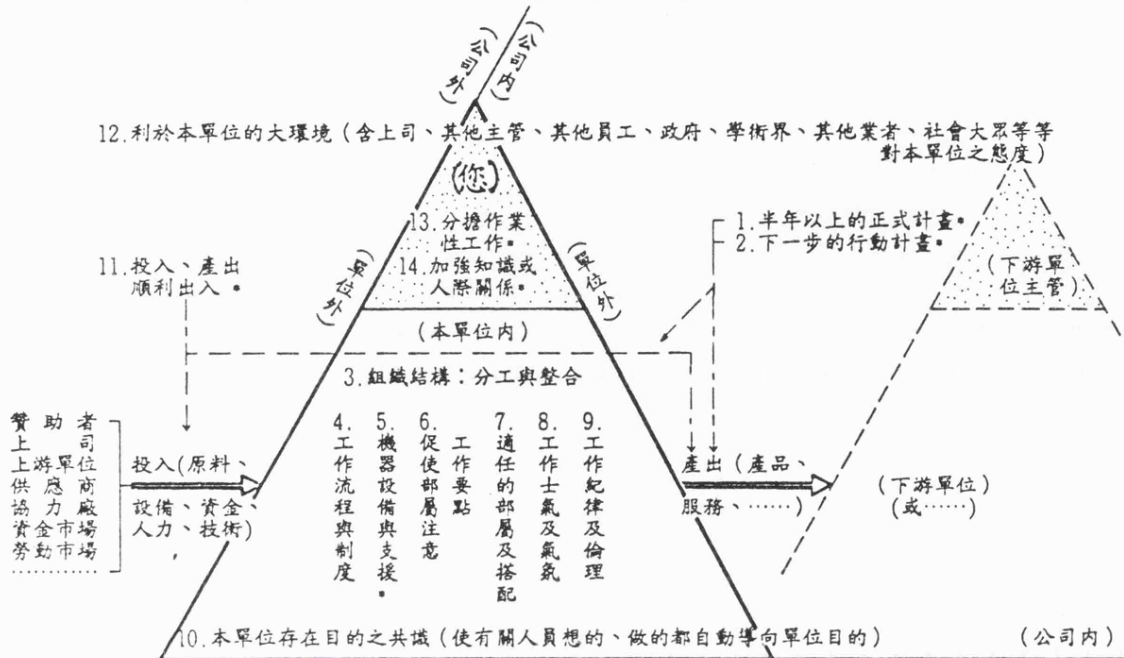 (公司外)
(公司內)
12.利於本單位的大環境(含上司、其他主管、其他員工、政府、學術界、其他業者、社會大眾等等
對本單位之態度)
(您)
13.分擔作業
性工作。
14.加強知識或
人際關係。
(單位外)
(單位外)
(本單位內)
1.半年以上的正式計畫。
2.下一步的行動計畫。
(下游單
位主管)
11.投入、產出
順利出入。
3.組織結構：分工與整合
4.工作流程與制度
5.機器設備與支援。
6.促使部屬注意
工作要點
7.適任的部屬及搭配
8.工作士氣及氣氛
9.工作紀律及倫理
贊助者
上司
上游單位
供應商
協力廠
資金市場
勞動市場
…………
投入(原料、
設備、資金、
人力、技術)
產出(產品、
服務、……)
(下游單位)
(或……)
10.本單位存在目的之共識(使有關人員想的、做的都自動導向單位目的)
(公司內)